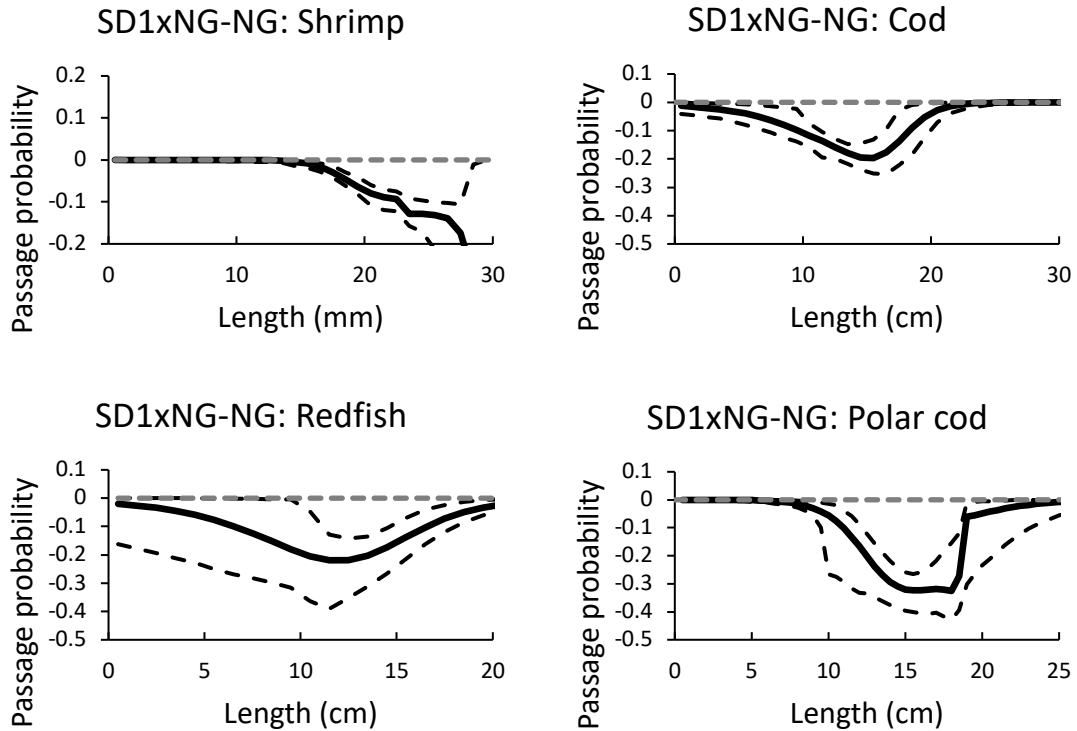 SD1xNG-NG: Shrimp
Passage probability
0.2
0.1
0
-0.1
-0.2
0 10 20 30
Length (mm)
SD1xNG-NG: Cod
Passage probability
0.1
0
-0.1
-0.2
-0.3
-0.4
-0.5
0 10 20 30
Length (cm)
SD1xNG-NG: Redfish
Passage probability
0.1
0
-0.1
-0.2
-0.3
-0.4
-0.5
0 5 10 15 20
Length (cm)
SD1xNG-NG: Polar cod
Passage probability
0.1
0
-0.1
-0.2
-0.3
-0.4
-0.5
0 5 10 15 20 25
Length (cm)